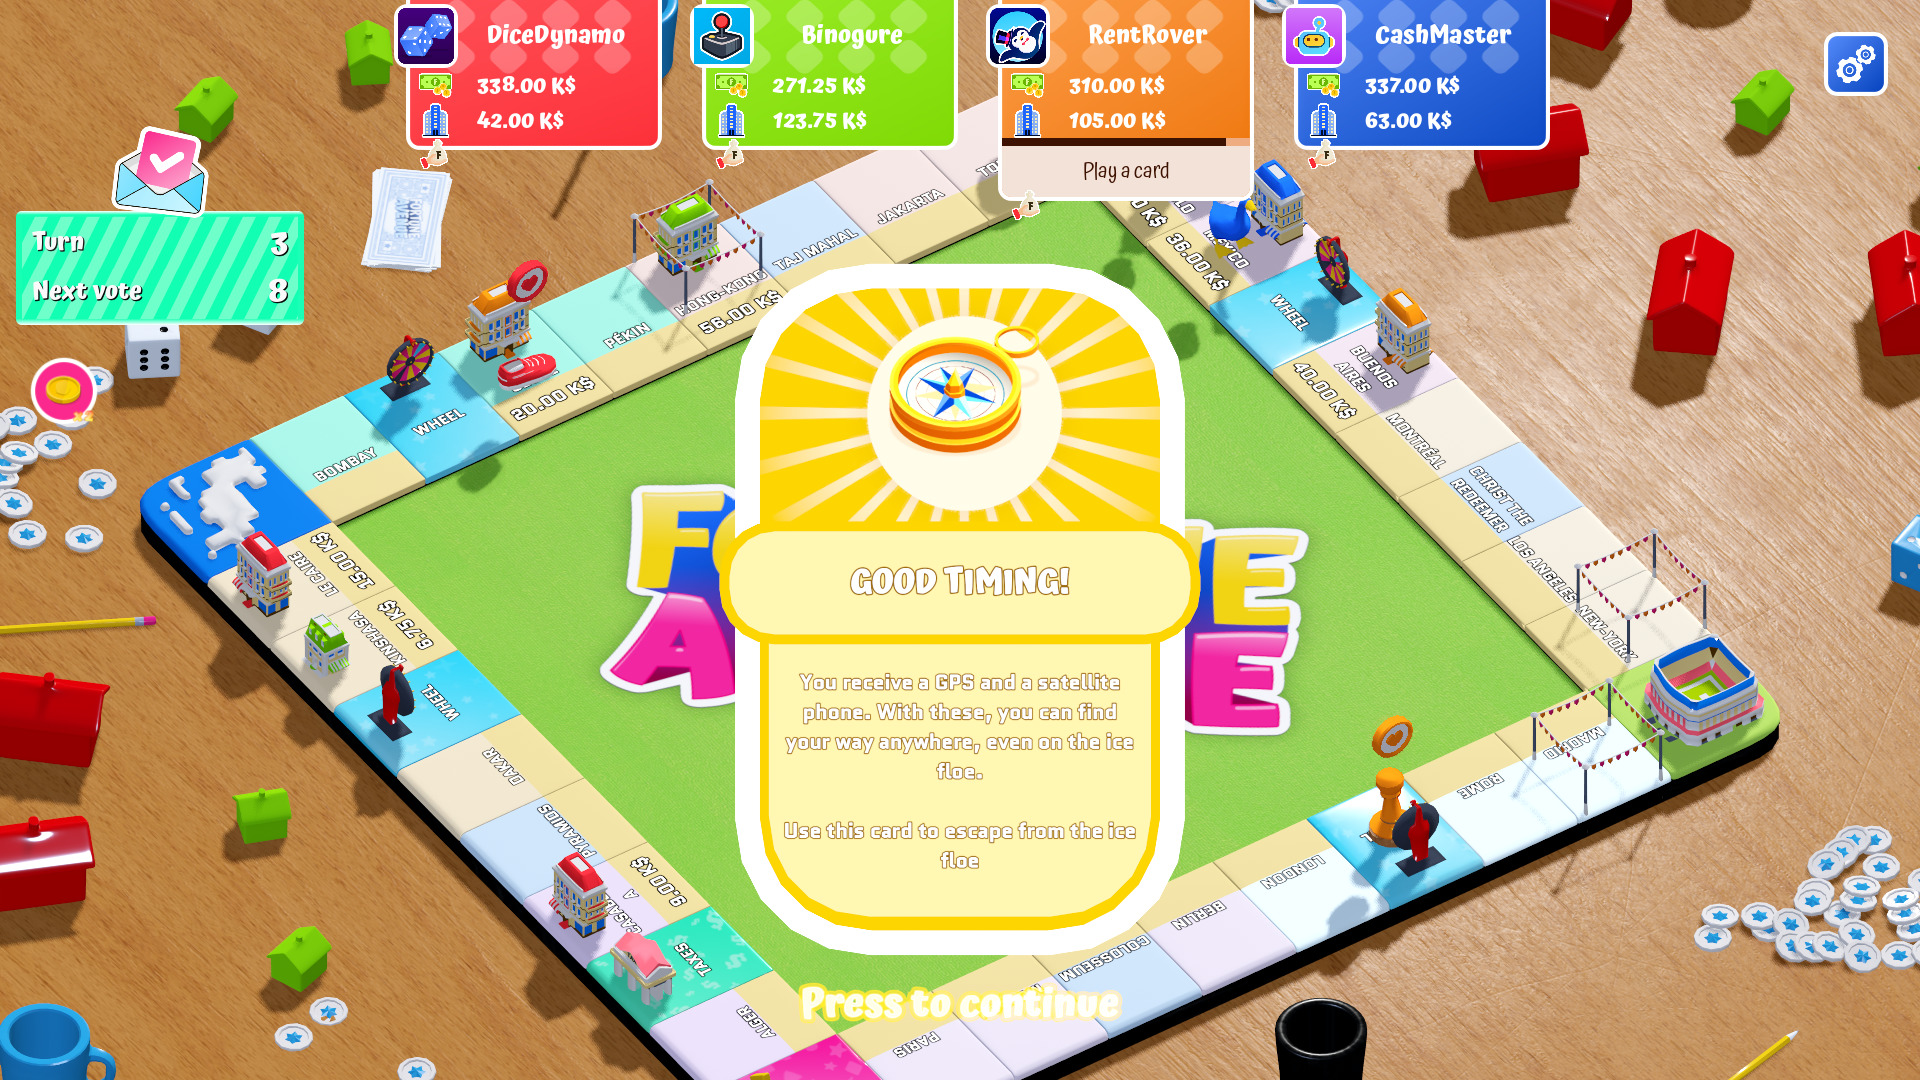 DiceDynamo
338.00 K$
42.00 K$
Binogure
271.25 K$
123.75 K$
RentRover
310.00 K$
105.00 K$
Play a card
CashMaster
337.00 K$
63.00 K$
Turn 3
Next vote 8
JAKARTA
TAJ MAHAL
HONG-KONG
56.00 K$
PÉKIN
20.00 K$
WHEEL
BOMBAY
36.00 K$
WHEEL
BUENOS
AIRES
40.00 K$
MONTRÉAL
CHRIST THE
REDEEMER
LOS ANGELES
NEW-YORK
MADRID
ROME
LONDON
BERLIN
COLOSSEUM
PARIS
ALGER
TAXES
9.00 K$
PYRAMIDS
DAKAR
WHEEL
KINSHASA
6.75 K$
LE CAIRE
15.00 K$
GOOD TIMING!
You receive a GPS and a satellite
phone. With these, you can find
your way anywhere, even on the ice
floe.
Use this card to escape from the ice
floe
Press to continue